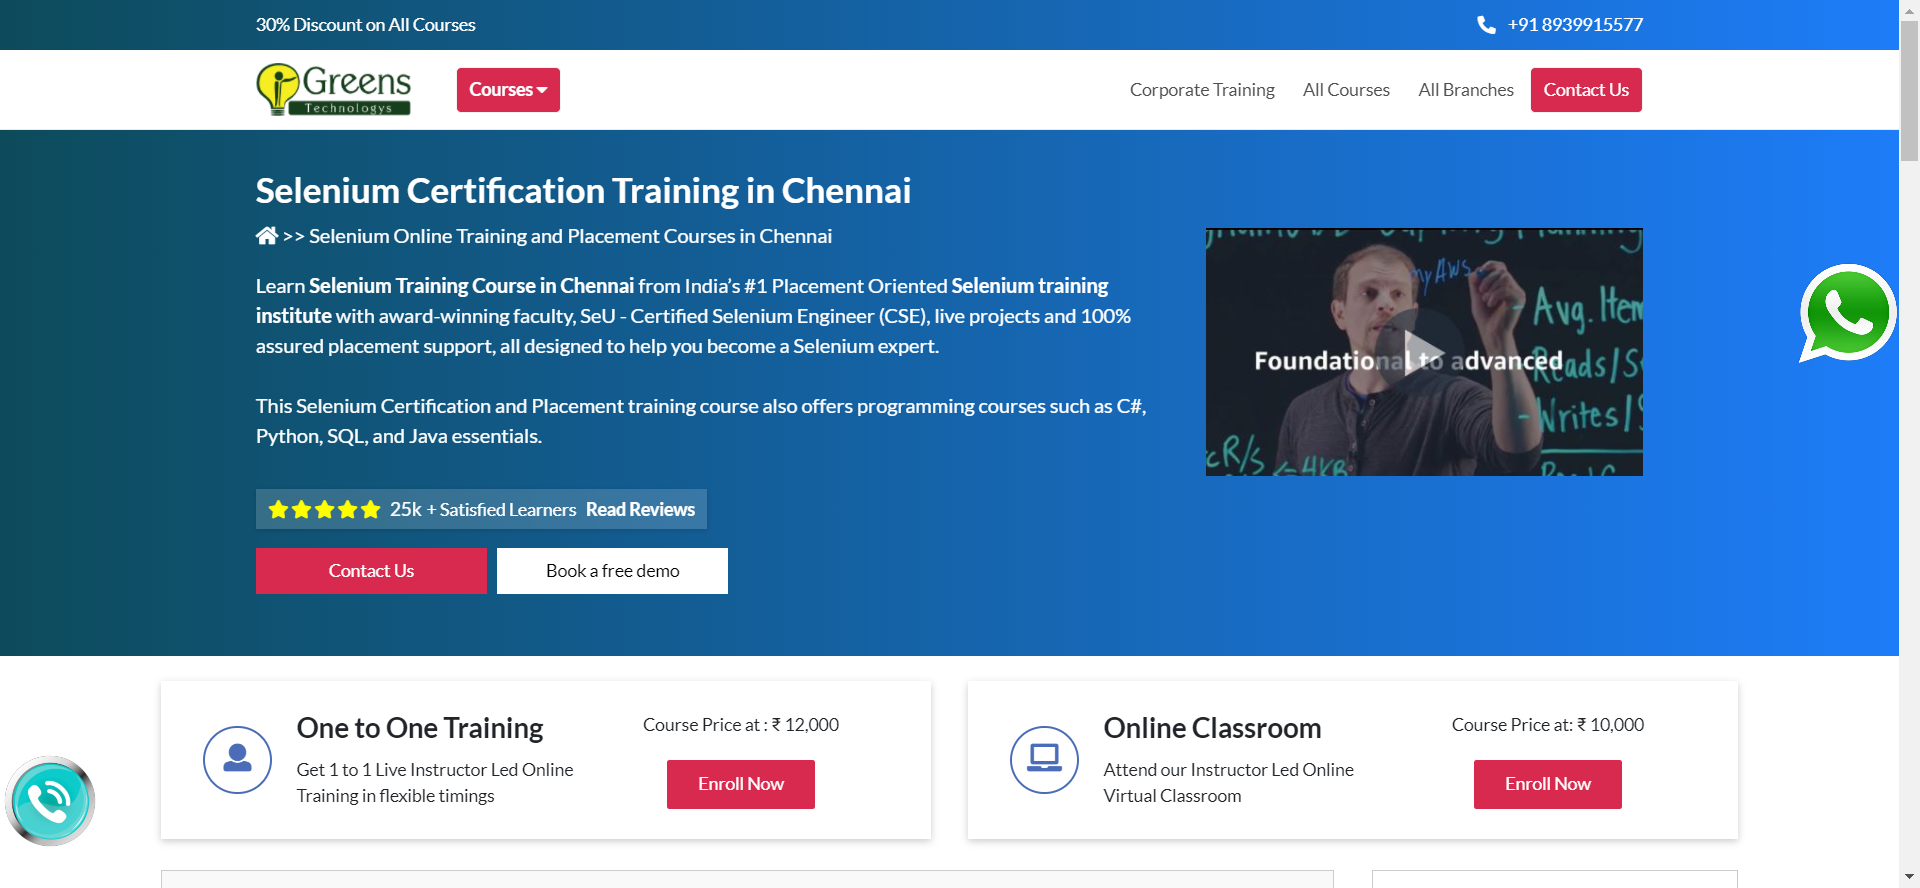 30% Discount on All Courses
+91 8939915577
Greens
Technologys
Courses
Corporate Training
All Courses
All Branches
Contact Us
Selenium Certification Training in Chennai
>> Selenium Online Training and Placement Courses in Chennai
Learn Selenium Training Course in Chennai from India's #1 Placement Oriented Selenium training
institute with award-winning faculty, SeU - Certified Selenium Engineer (CSE), live projects and 100%
assured placement support, all designed to help you become a Selenium expert.
This Selenium Certification and Placement training course also offers programming courses such as C#,
Python, SQL, and Java essentials.
25k + Satisfied Learners Read Reviews
Contact Us
Book a free demo
myAws
Avg. Item
Foundational to advanced
Reads/S
-Writes/
cR/s <=4KB
One to One Training
Get 1 to 1 Live Instructor Led Online
Training in flexible timings
Course Price at : ₹ 12,000
Enroll Now
Online Classroom
Attend our Instructor Led Online
Virtual Classroom
Course Price at: ₹ 10,000
Enroll Now